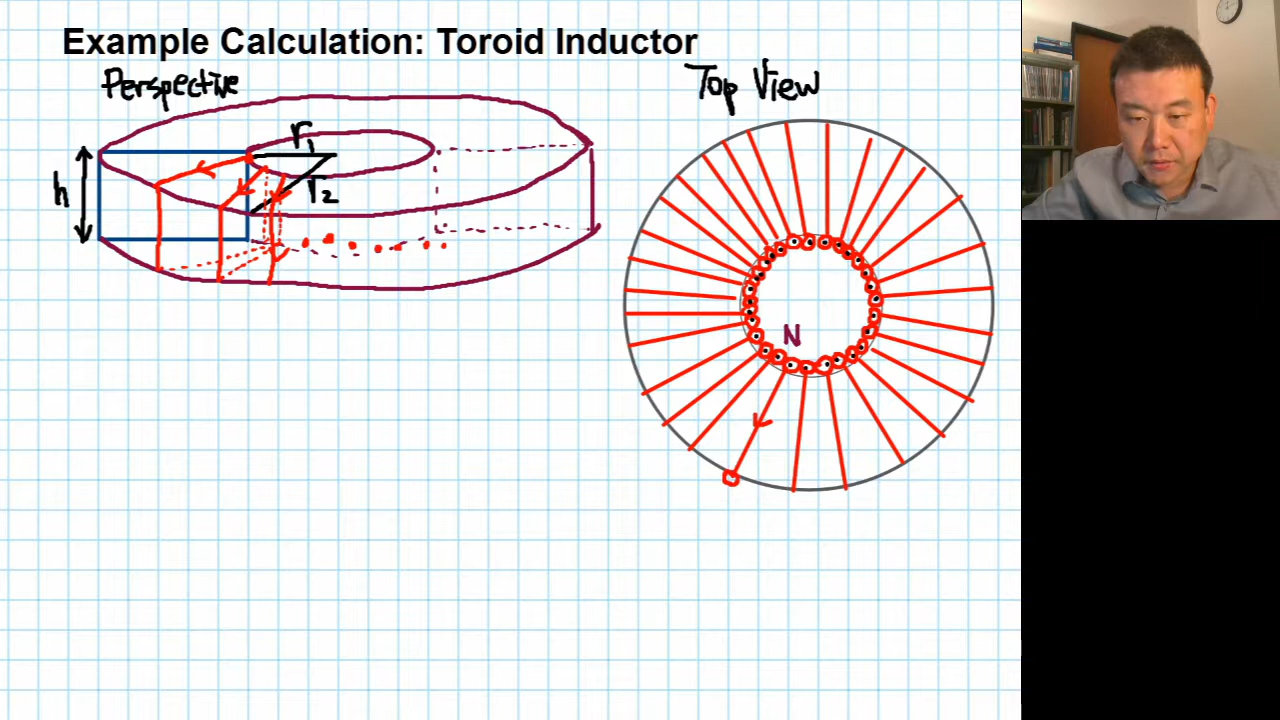 Example Calculation: Toroid Inductor
Perspective
Top View
r1
h
r2
N